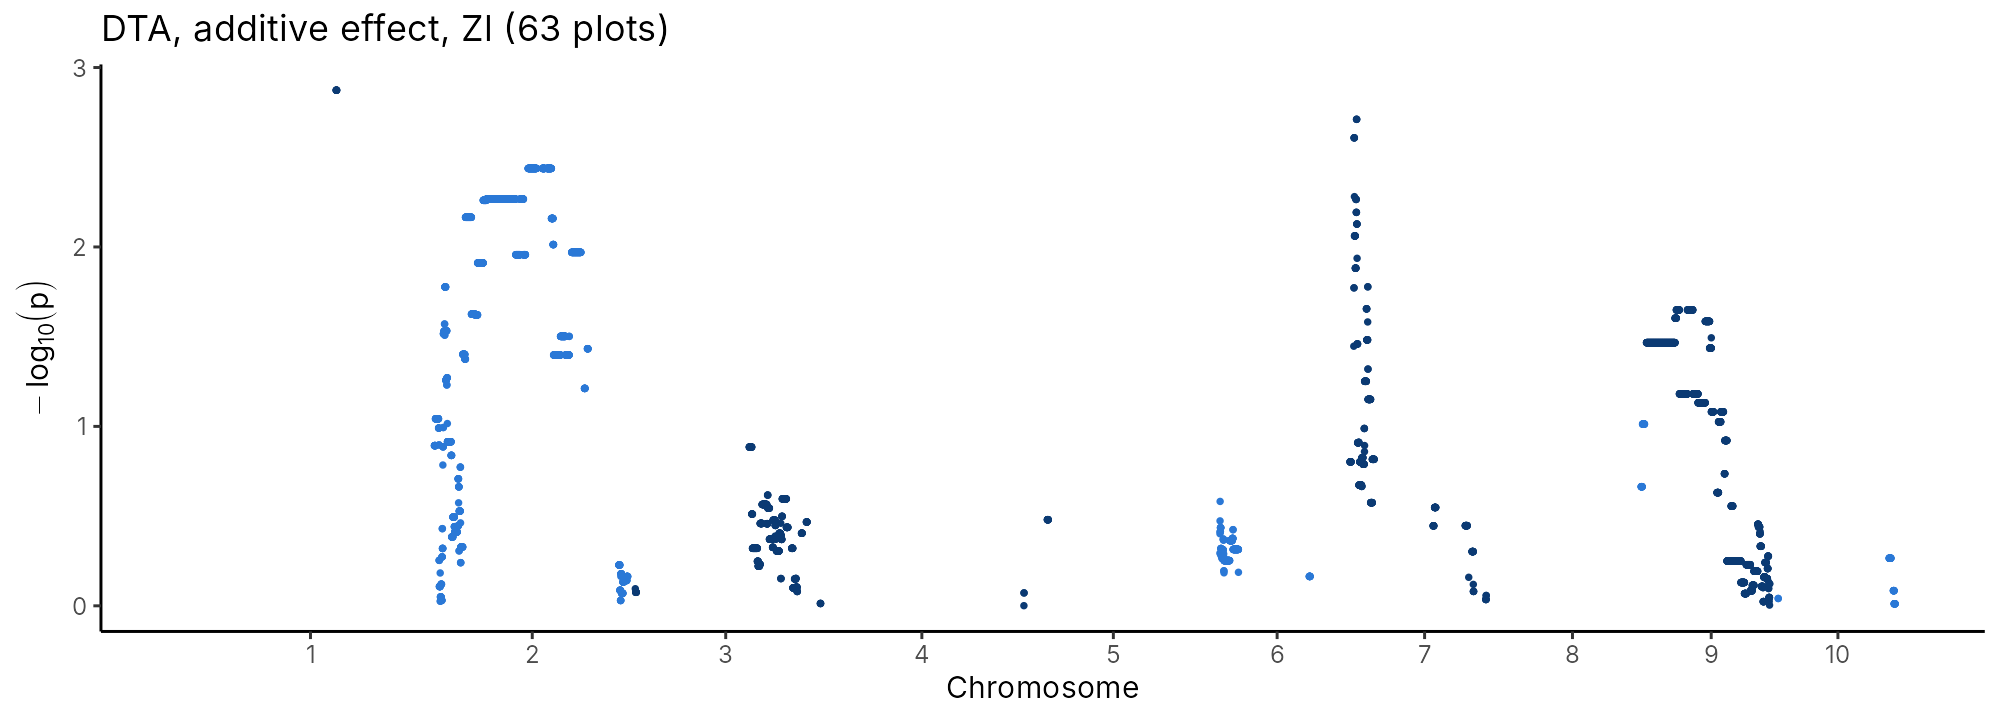 DTA, additive effect, ZI (63 plots)
3
2
1
0
− log10(p)
1 2 3 4 5 6 7 8 9 10
Chromosome